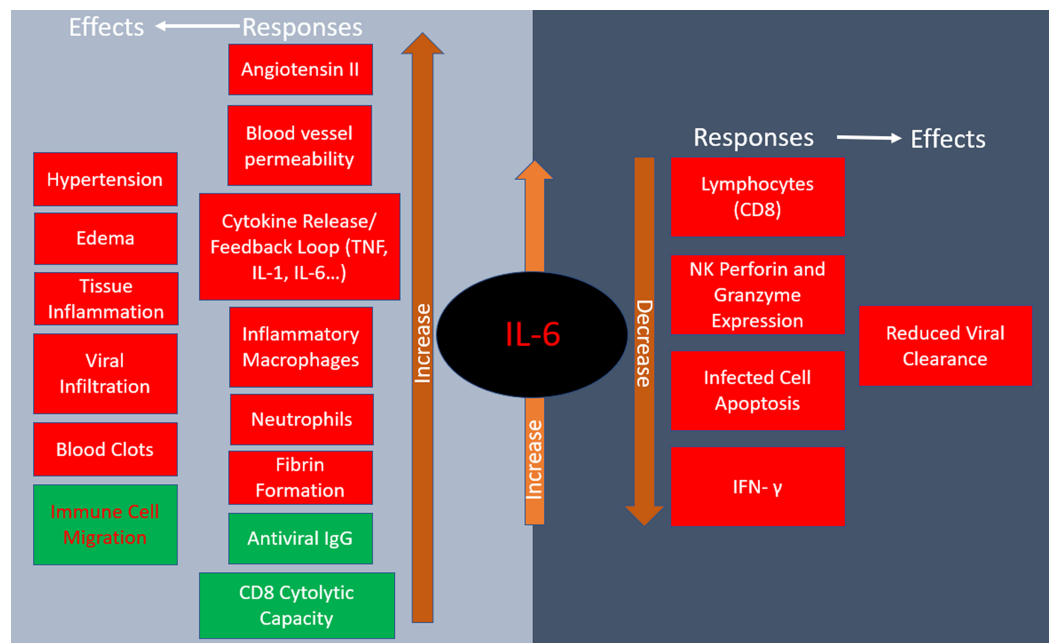 Effects
Responses
Angiotensin II
Blood vessel
permeability
Cytokine Release/
Feedback Loop (TNF,
IL-1, IL-6...)
Inflammatory
Macrophages
Neutrophils
Fibrin
Formation
Antiviral IgG
CD8 Cytolytic
Capacity
Hypertension
Edema
Tissue
Inflammation
Viral
Infiltration
Blood Clots
Immune Cell
Migration
Increase
IL-6
Increase
Decrease
Responses
Effects
Lymphocytes
(CD8)
NK Perforin and
Granzyme
Expression
Infected Cell
Apoptosis
IFN- γ
Reduced Viral
Clearance